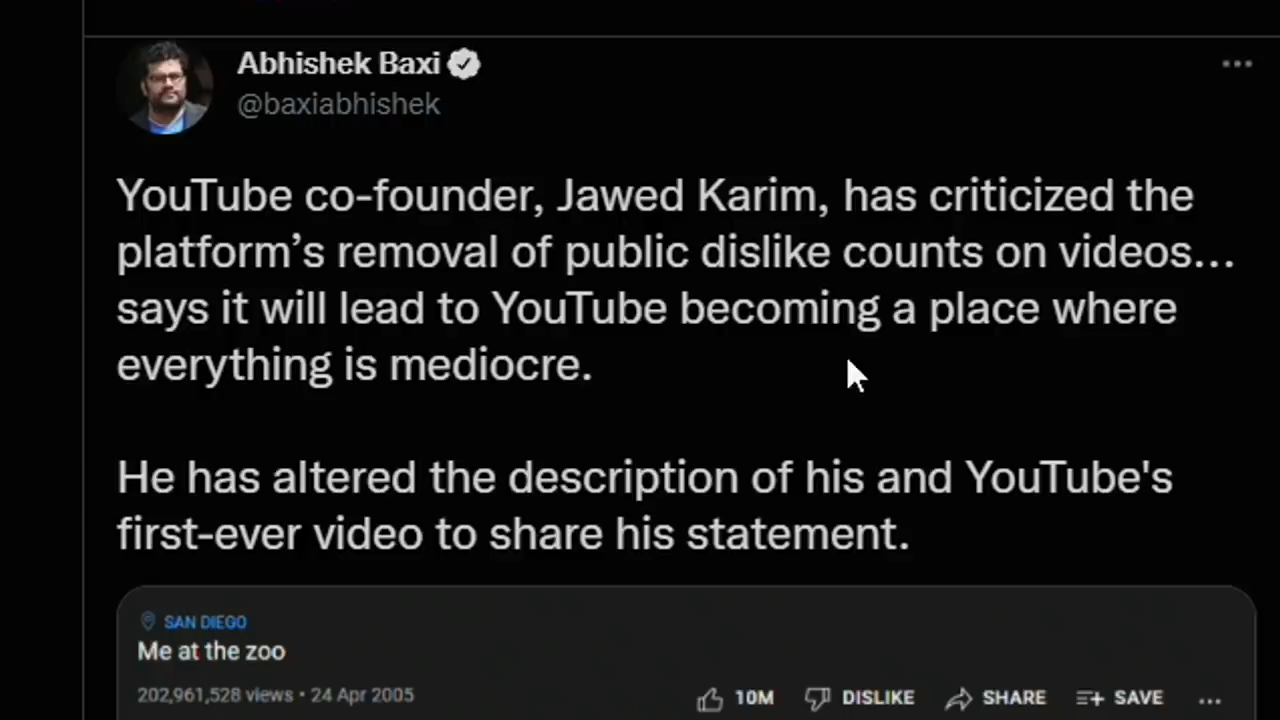 Abhishek Baxi
@baxiabhishek
YouTube co-founder, Jawed Karim, has criticized the
platform’s removal of public dislike counts on videos…
says it will lead to YouTube becoming a place where
everything is mediocre.
He has altered the description of his and YouTube's
first-ever video to share his statement.
SAN DIEGO
Me at the zoo
202,961,528 views • 24 Apr 2005
10M DISLIKE SHARE SAVE